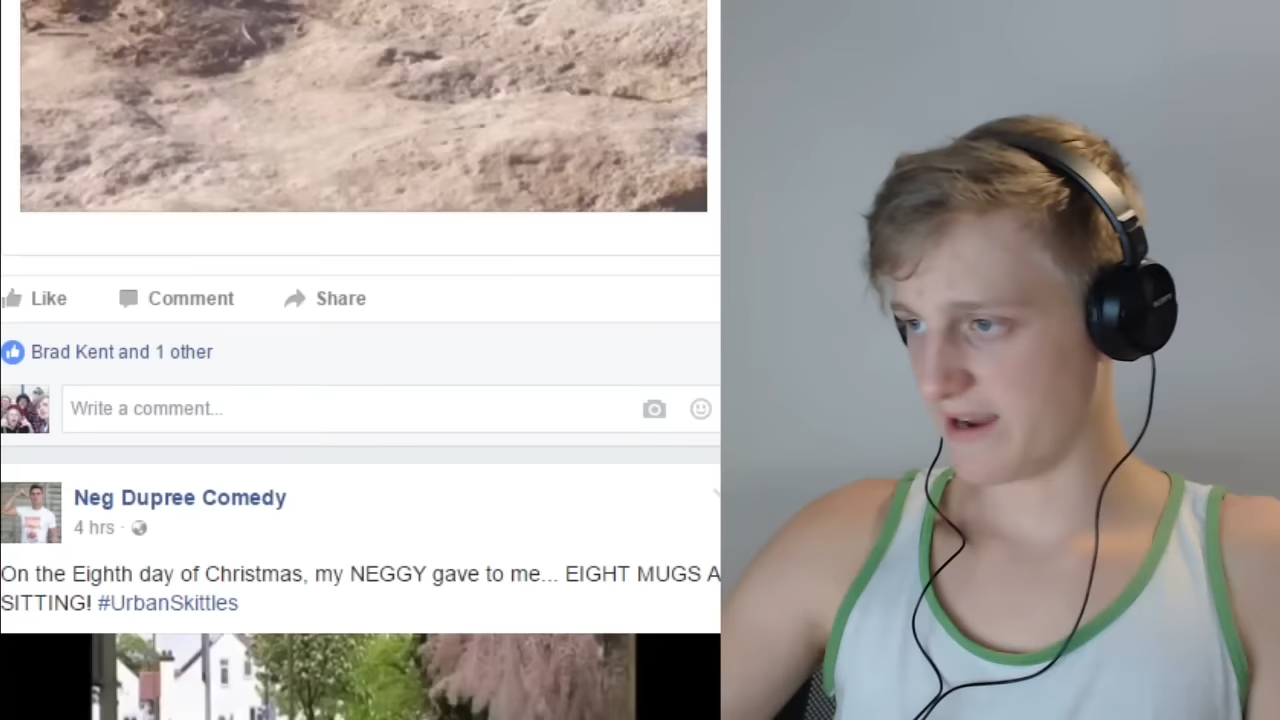 Like Comment Share
Brad Kent and 1 other
Write a comment...
Neg Dupree Comedy
4 hrs ·
On the Eighth day of Christmas, my NEGGY gave to me... EIGHT MUGS A
SITTING! #UrbanSkittles